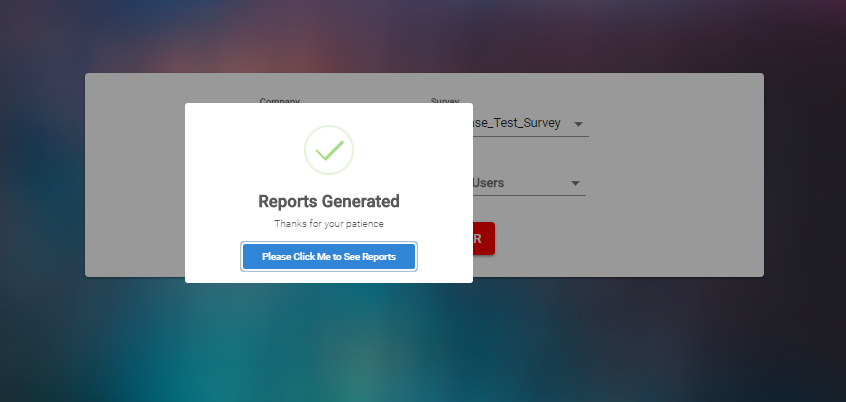 Company Survey
ase_Test_Survey
Users
R
Reports Generated
Thanks for your patience
Please Click Me to See Reports